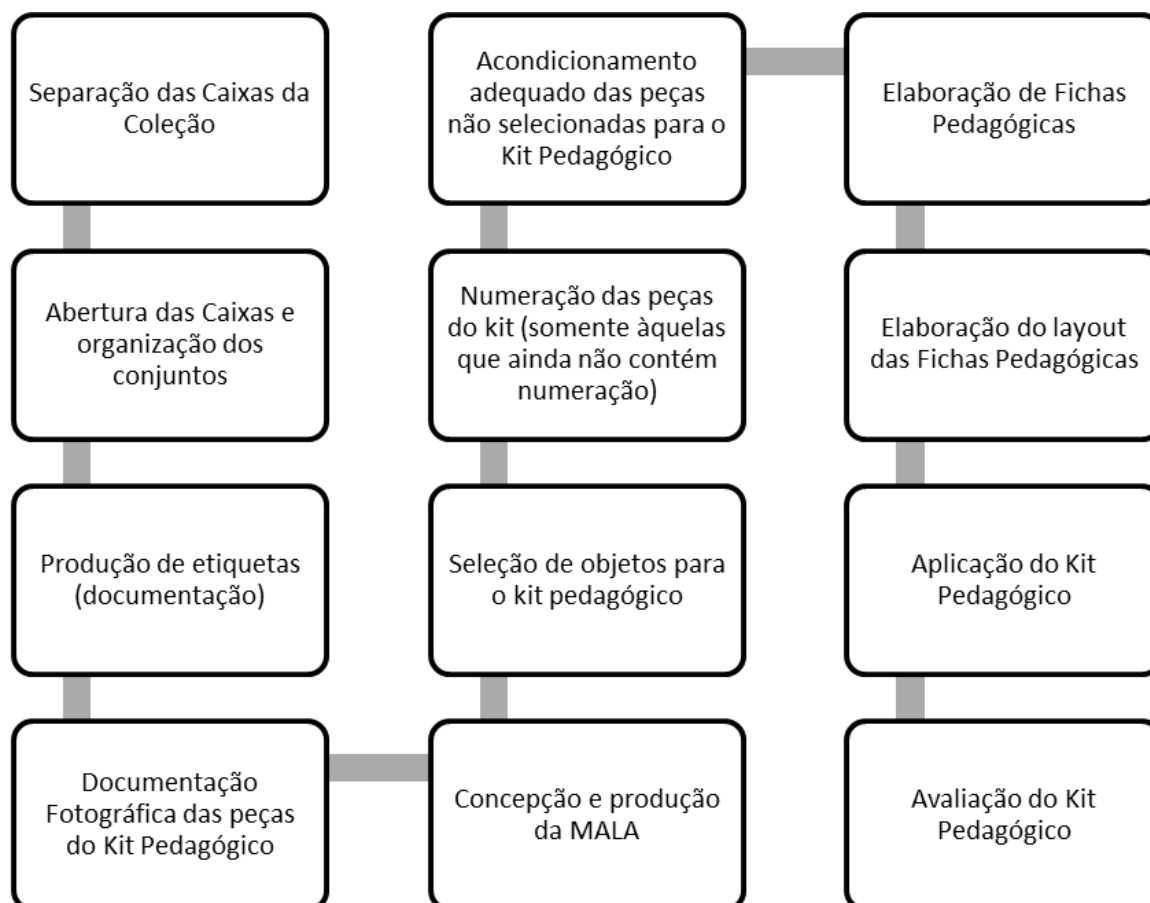 Separação das Caixas da
Coleção
Abertura das Caixas e
organização dos
conjuntos
Produção de etiquetas
(documentação)
Documentação
Fotográfica das peças
do Kit Pedagógico
Concepção e produção
da MALA
Seleção de objetos para
o kit pedagógico
Numeração das peças
do kit (somente àquelas
que ainda não contém
numeração)
Acondicionamento
adequado das peças
não selecionadas para o
Kit Pedagógico
Elaboração de Fichas
Pedagógicas
Elaboração do layout
das Fichas Pedagógicas
Aplicação do Kit
Pedagógico
Avaliação do Kit
Pedagógico